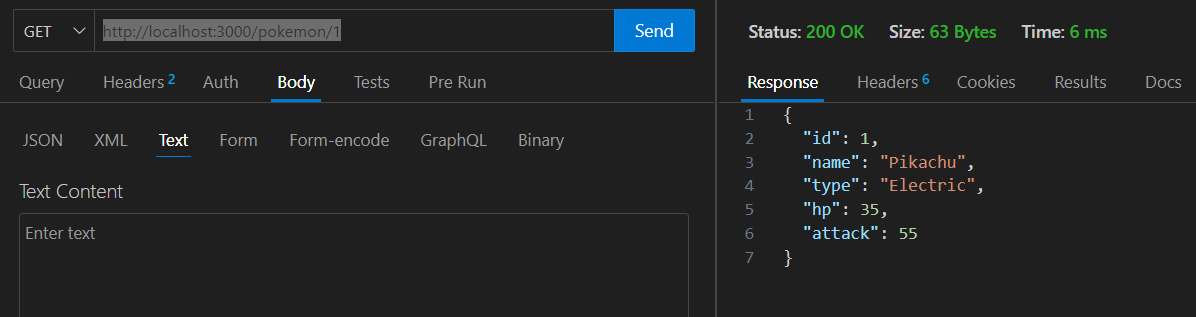 GET http://localhost:3000/pokemon/1 Send
Query Headers 2 Auth Body Tests Pre Run
JSON XML Text Form Form-encode GraphQL Binary
Text Content
Enter text
Status: 200 OK Size: 63 Bytes Time: 6 ms
Response Headers 6 Cookies Results Docs
1 {
2 "id": 1,
3 "name": "Pikachu",
4 "type": "Electric",
5 "hp": 35,
6 "attack": 55
7 }